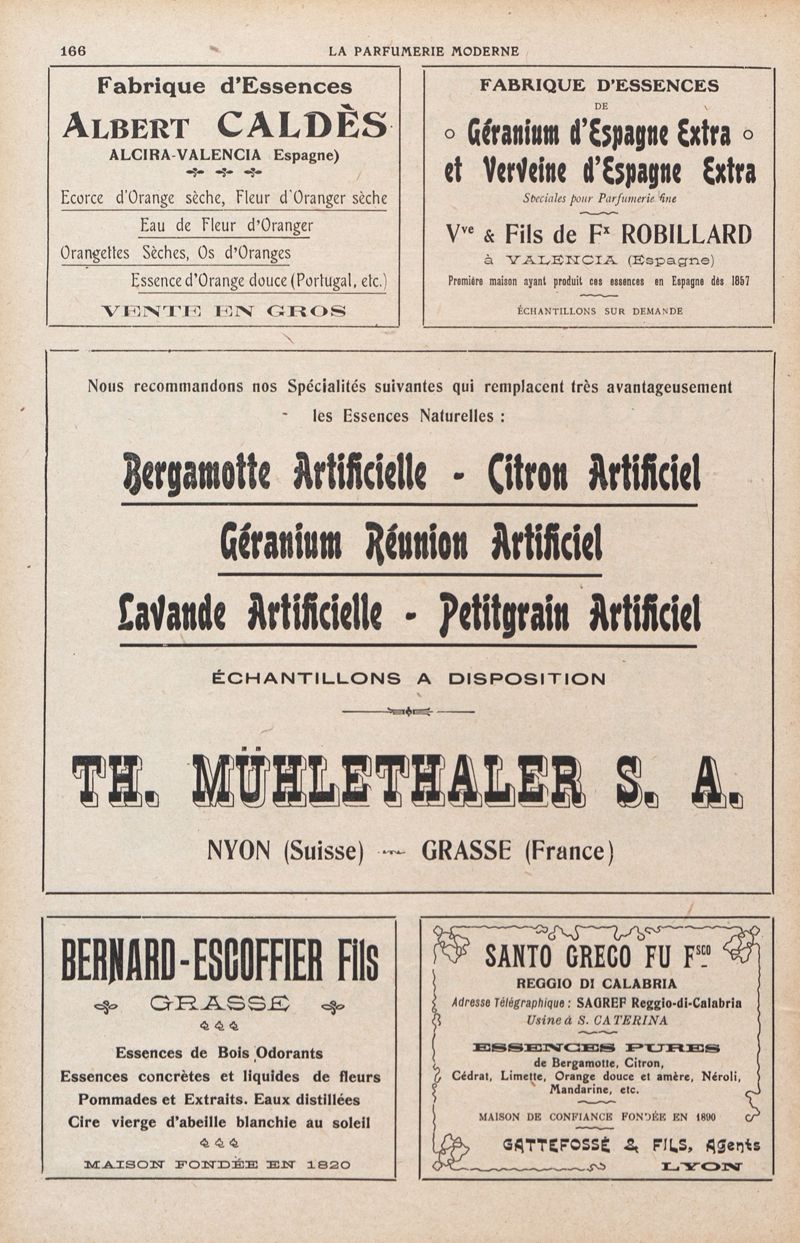 166
LA PARFUMERIE MODERNE
Fabrique d'Essences
ALBERT CALDÈS
ALCIRA-VALENCIA Espagne)
Ecorce d'Orange sèche, Fleur d'Oranger sèche
Eau de Fleur d'Oranger
Orangettes Sèches, Os d'Oranges
Essence d'Orange douce (Portugal, etc.)
VENTE EN GROS
FABRIQUE D'ESSENCES
DE
Géranium d'Espagne Extra
et Verveine d'Espagne Extra
Spéciales pour Parfumerie fine
Vve & Fils de Fx ROBILLARD
à VALENCIA (Espagne)
Première maison ayant produit ces essences en Espagne dès 1857
ÉCHANTILLONS SUR DEMANDE
Nous recommandons nos Spécialités suivantes qui remplacent très avantageusement
les Essences Naturelles :
Bergamotte Artificielle - Citron Artificiel
Géranium Réunion Artificiel
Lavande Artificielle - Petitgrain Artificiel
ÉCHANTILLONS A DISPOSITION
TH. MÜHLETHALER S. A.
NYON (Suisse) — GRASSE (France)
BERNARD-ESCOFFIER Fils
GRASSE
Essences de Bois Odorants
Essences concrètes et liquides de fleurs
Pommades et Extraits. Eaux distillées
Cire vierge d'abeille blanchie au soleil
MAISON FONDÉE EN 1820
SANTO GRECO FU Fsco
REGGIO DI CALABRIA
Adresse Télégraphique : SAGREF Reggio-di-Calabria
Usine à S. CATERINA
ESSENCES PURES
de Bergamotte, Citron,
Cédrat, Limette, Orange douce et amère, Néroli,
Mandarine, etc.
MAISON DE CONFIANCE FONDÉE EN 1890
GATTEFOSSÉ & FILS, Agents
LYON